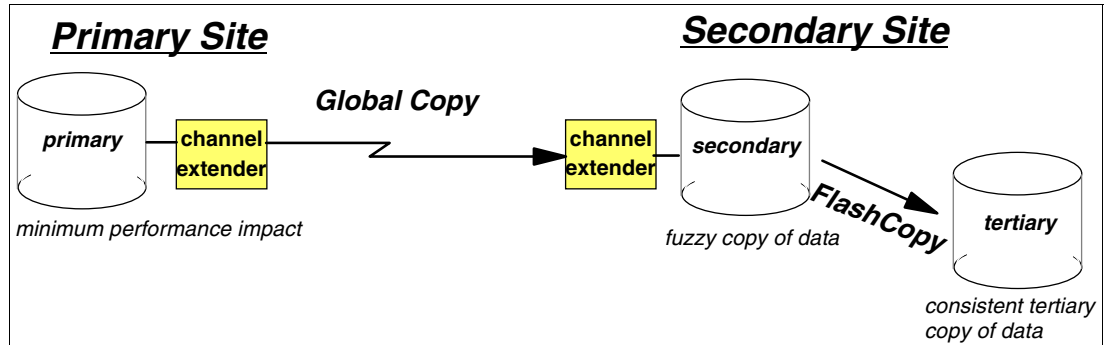 Primary Site
Secondary Site
Global Copy
primary
channel
extender
channel
extender
secondary
FlashCopy
tertiary
minimum performance impact
fuzzy copy of data
consistent tertiary
copy of data